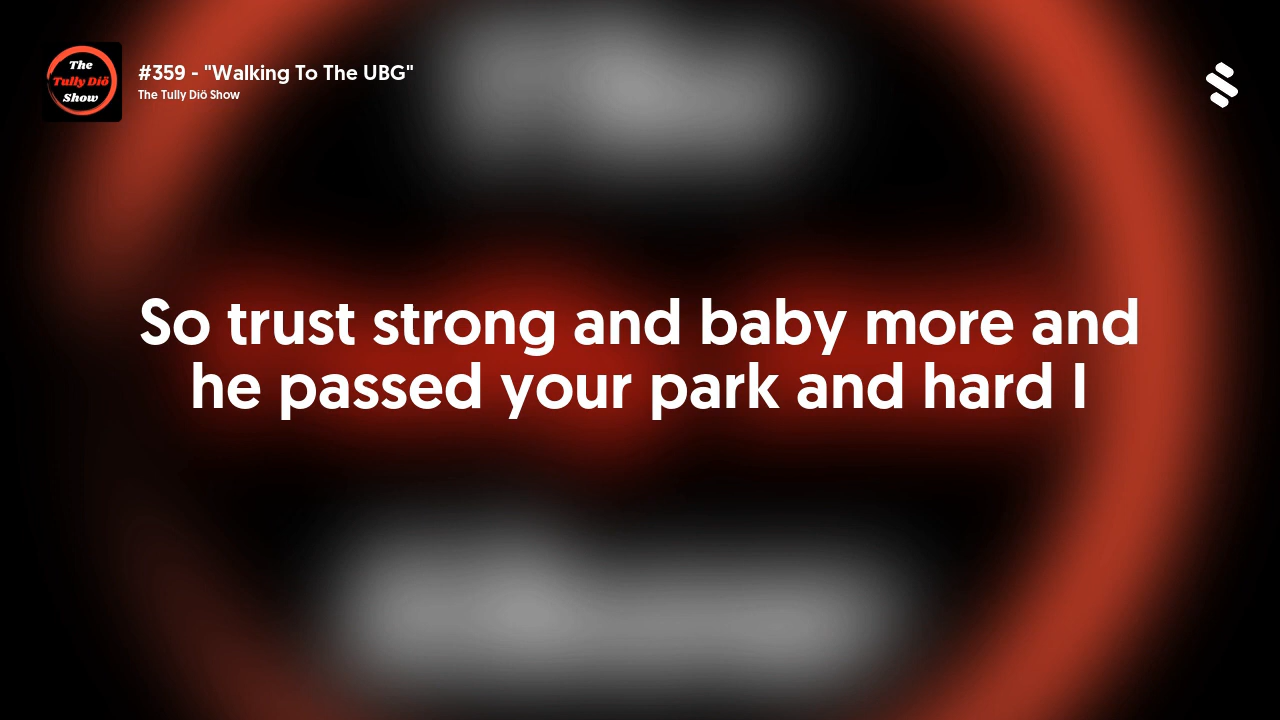 The
Tully Diö
Show
#359 - "Walking To The UBG"
The Tully Diö Show
So trust strong and baby more and
he passed your park and hard I